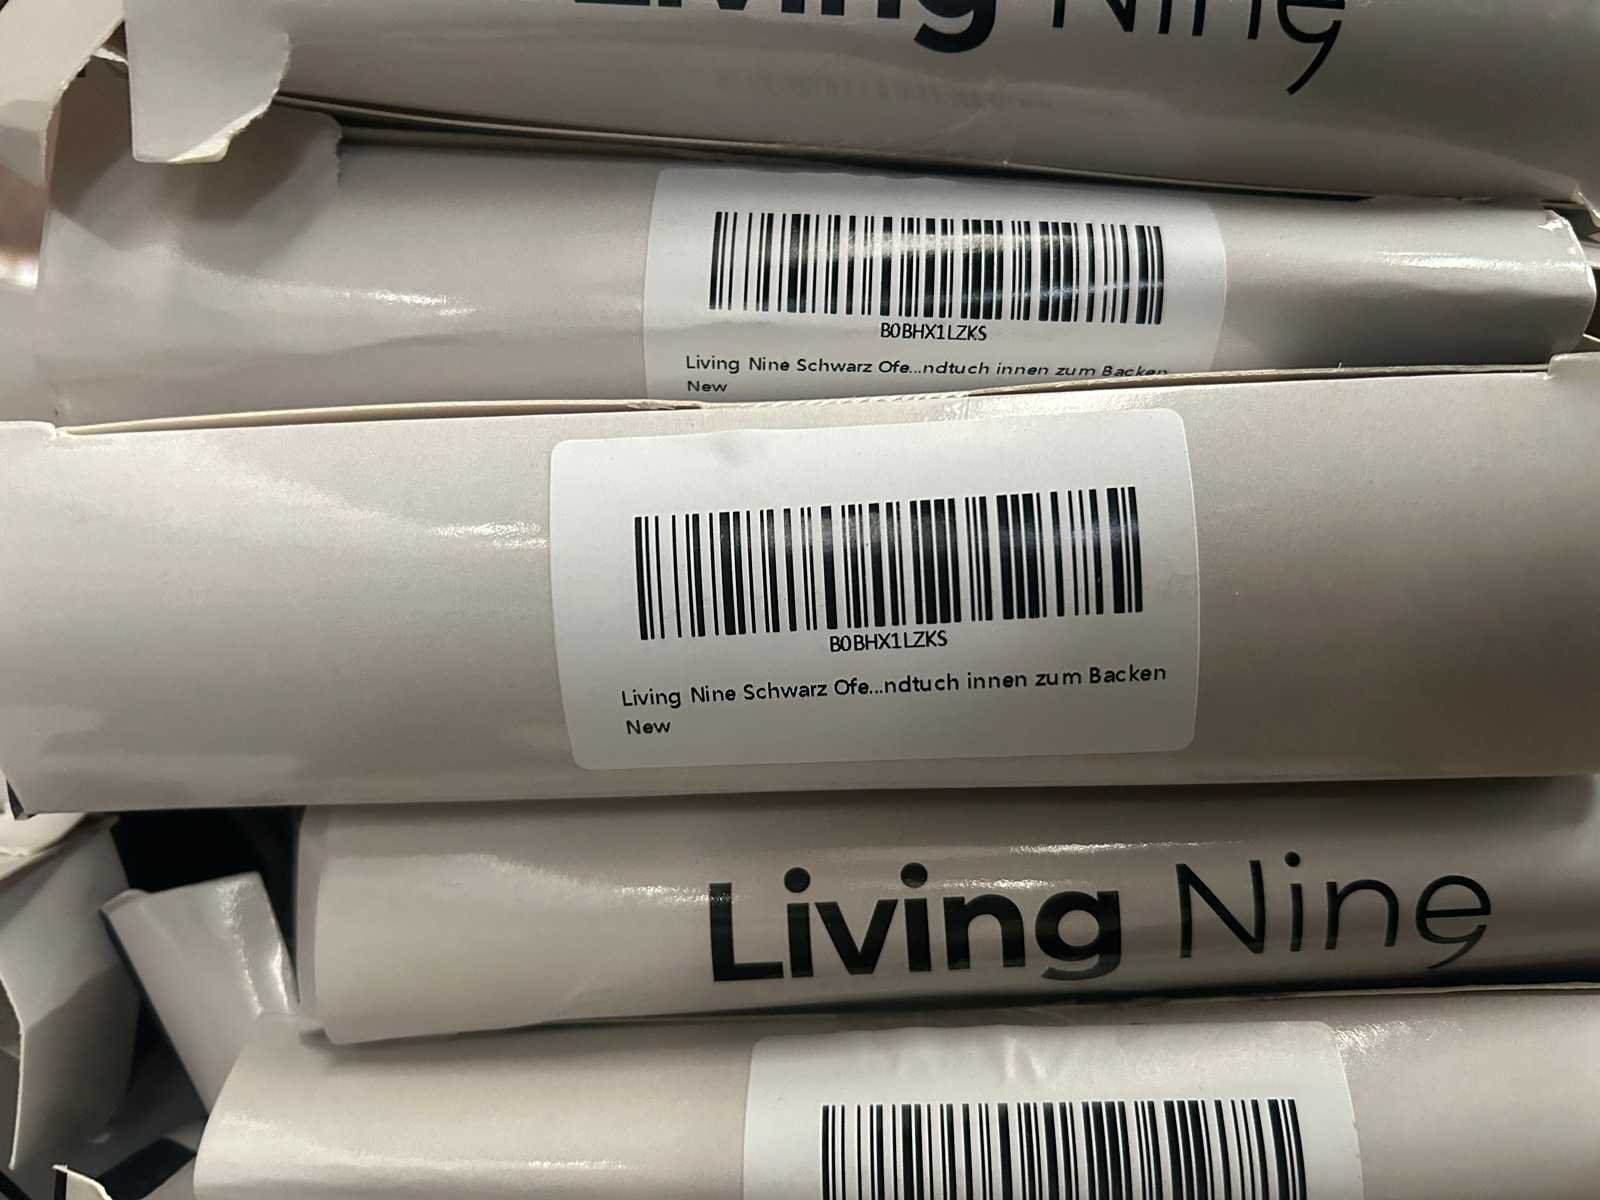 Living Nine
B0BHX1LZKS
Living Nine Schwarz Ofe...ndtuch innen zum Backen
New
B0BHX1LZKS
Living Nine Schwarz Ofe...ndtuch innen zum Backen
New
Living Nine